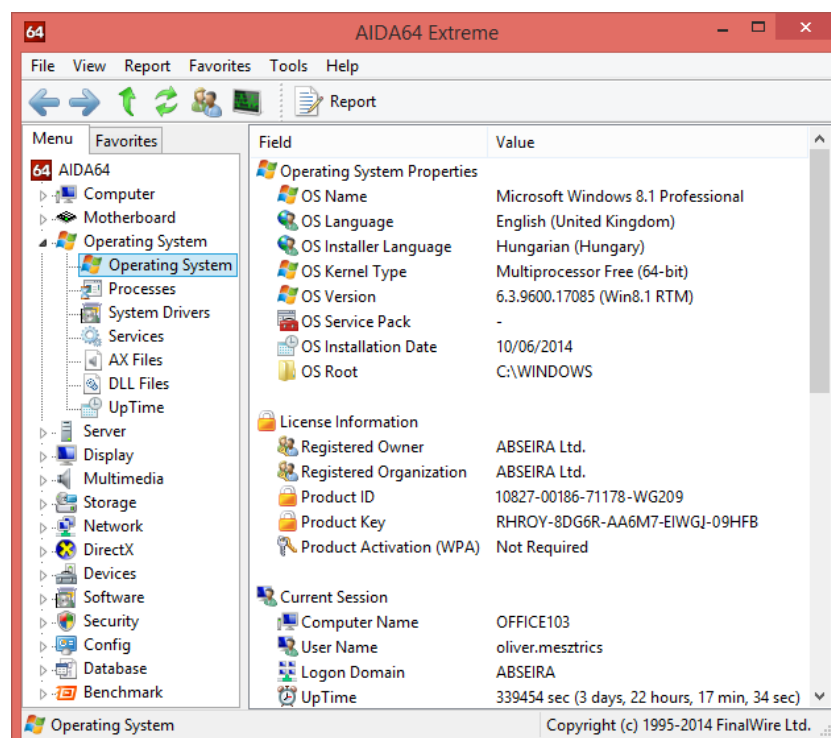 64 AIDA64 Extreme
File View Report Favorites Tools Help
Report
Menu Favorites
64 AIDA64
Computer
Motherboard
Operating System
Operating System
Processes
System Drivers
Services
AX Files
DLL Files
UpTime
Server
Display
Multimedia
Storage
Network
DirectX
Devices
Software
Security
Config
Database
Benchmark
Field Value
Operating System Properties
OS Name Microsoft Windows 8.1 Professional
OS Language English (United Kingdom)
OS Installer Language Hungarian (Hungary)
OS Kernel Type Multiprocessor Free (64-bit)
OS Version 6.3.9600.17085 (Win8.1 RTM)
OS Service Pack -
OS Installation Date 10/06/2014
OS Root C:\WINDOWS
License Information
Registered Owner ABSEIRA Ltd.
Registered Organization ABSEIRA Ltd.
Product ID 10827-00186-71178-WG209
Product Key RHROY-8DG6R-AA6M7-EIWGJ-09HFB
Product Activation (WPA) Not Required
Current Session
Computer Name OFFICE103
User Name oliver.mesztrics
Logon Domain ABSEIRA
UpTime 339454 sec (3 days, 22 hours, 17 min, 34 sec)
Operating System Copyright (c) 1995-2014 FinalWire Ltd.